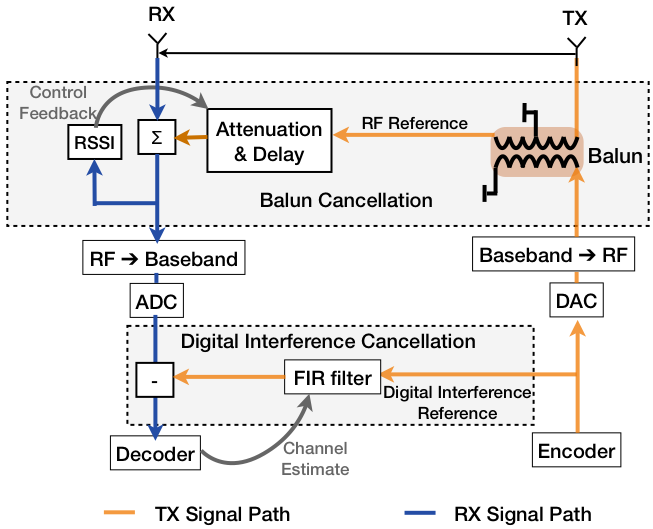 RX
TX
Control
Feedback
RSSI
Σ
Attenuation
& Delay
RF Reference
Balun
Balun Cancellation
RF ➔ Baseband
Baseband ➔ RF
ADC
DAC
Digital Interference Cancellation
-
FIR filter
Digital Interference
Reference
Decoder
Channel
Estimate
Encoder
TX Signal Path
RX Signal Path